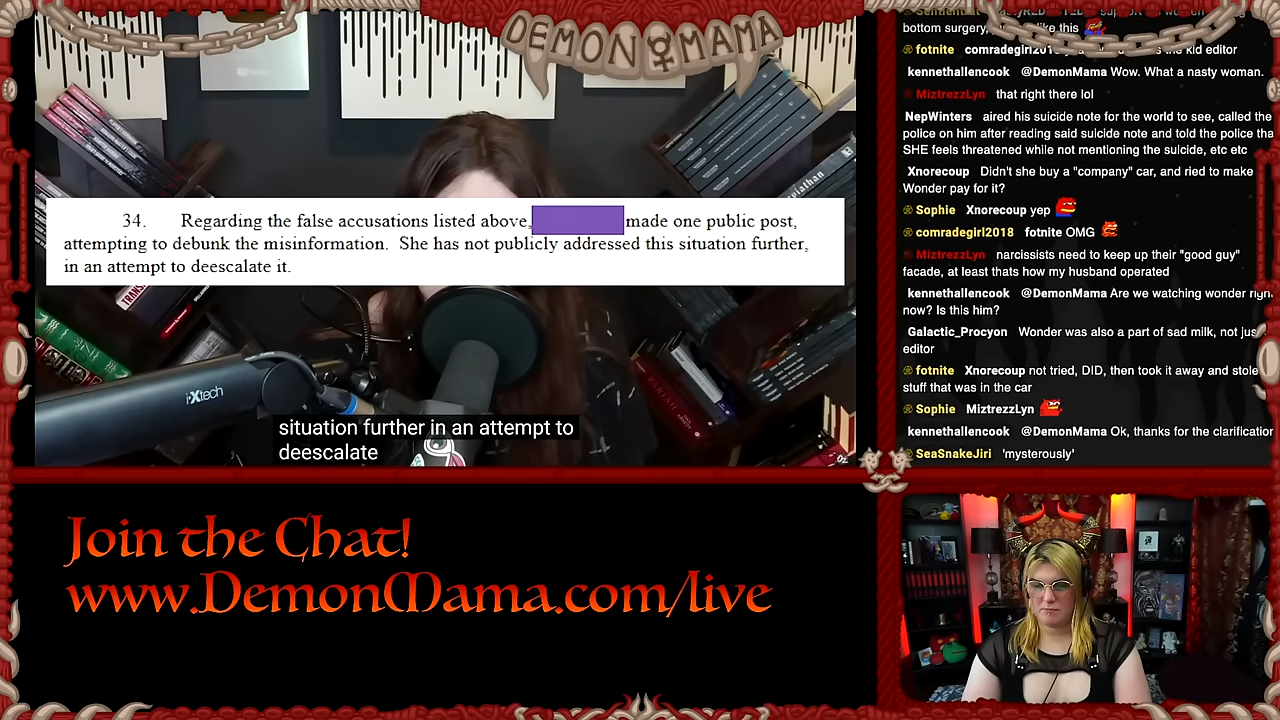 DEMON MAMA
34. Regarding the false accusations listed above, made one public post,
attempting to debunk the misinformation. She has not publicly addressed this situation further,
in an attempt to deescalate it.
iXtech
situation further in an attempt to
deescalate
Join the Chat!
www.DemonMama.com/live
bottom surgery, like this
fotnite comradegirl201 the kid editor
kennethallencook @DemonMama Wow. What a nasty woman.
MiztrezzLyn that right there lol
NepWinters aired his suicide note for the world to see, called the
police on him after reading said suicide note and told the police tha
SHE feels threatened while not mentioning the suicide, etc etc
Xnorecoup Didn't she buy a "company" car, and ried to make
Wonder pay for it?
Sophie Xnorecoup yep
comradegirl2018 fotnite OMG
MiztrezzLyn narcissists need to keep up their "good guy"
facade, at least thats how my husband operated
kennethallencook @DemonMama Are we watching wonder righ
now? Is this him?
Galactic_Procyon Wonder was also a part of sad milk, not jus
editor
fotnite Xnorecoup not tried, DID, then took it away and stole
stuff that was in the car
Sophie MiztrezzLyn
kennethallencook @DemonMama Ok, thanks for the clarificatior
SeaSnakeJiri 'mysterously'